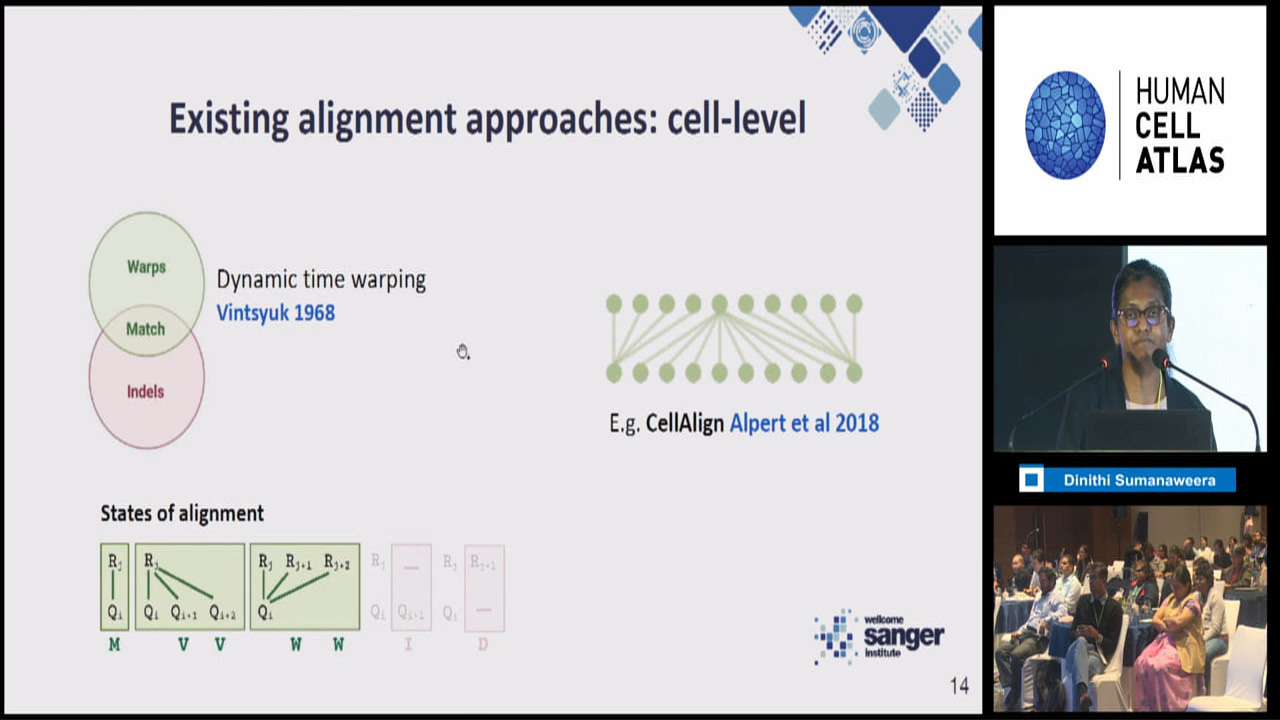 Existing alignment approaches: cell-level
Warps
Match
Indels
Dynamic time warping
Vintsyuk 1968
E.g. CellAlign Alpert et al 2018
States of alignment
Rj Rj Rj Rj+1 Rj+2 Rj — Rj Rj+1
Qi Qi Qi+1 Qi+2 Qi Qi Qi+1 Qi —
M V V W W I D
wellcome
sanger
institute
14
HUMAN
CELL
ATLAS
Dinithi Sumanaweera